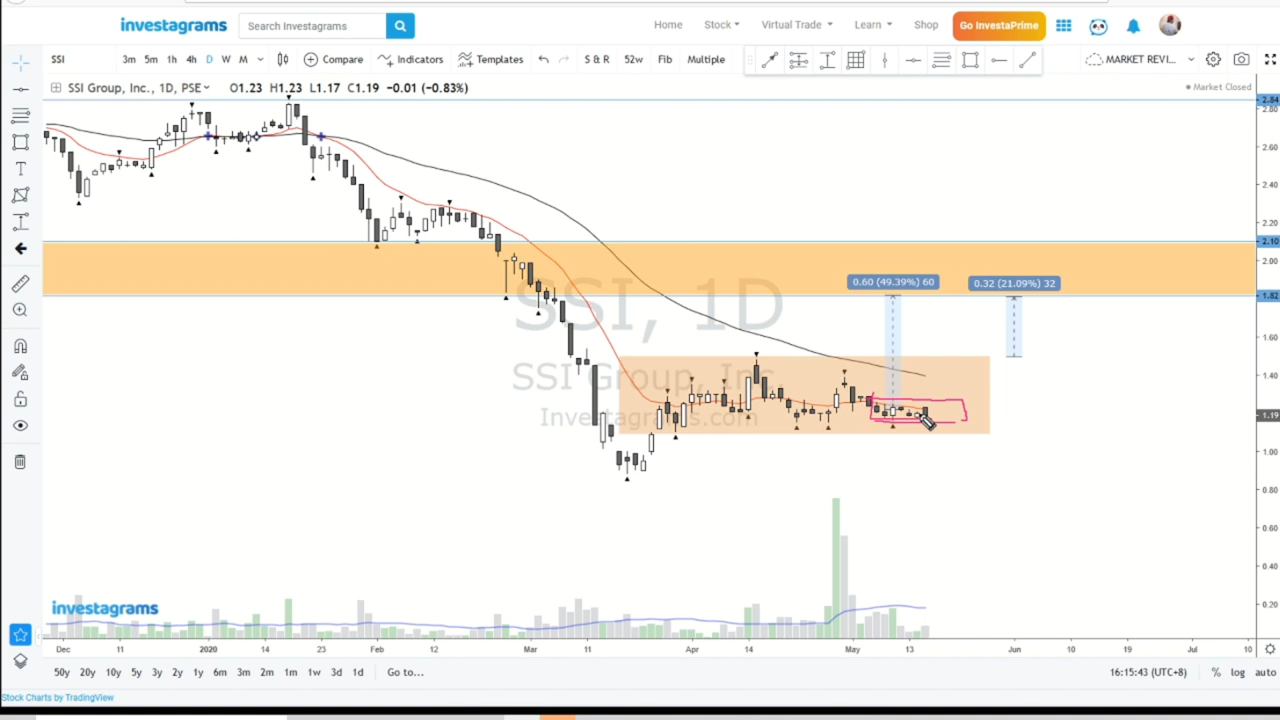 investagrams Search Investagrams Home Stock Virtual Trade Learn Shop Go InvestaPrime
SSI 3m 5m 1h 4h D W Compare Indicators Templates S & R 52w Fib Multiple MARKET REVI...
SSI Group, Inc., 1D, PSE O1.23 H1.23 L1.17 C1.19 −0.01 (−0.83%) Market Closed
2.84
2.80
2.60
2.40
2.20
2.10
2.00
0.60 (49.39%) 60 0.32 (21.09%) 32
1.82
SSI, 1D
1.60
SSI Group, Inc.
1.40
Investagrams.com
1.19
1.00
0.80
0.60
0.40
investagrams
0.20
Dec 11 2020 14 23 Feb 12 Mar 11 Apr 14 May 13 Jun 10 19 Jul 10
50y 20y 10y 5y 3y 2y 1y 6m 3m 2m 1m 1w 3d 1d Go to... 16:15:43 (UTC+8) % log auto
Stock Charts by TradingView